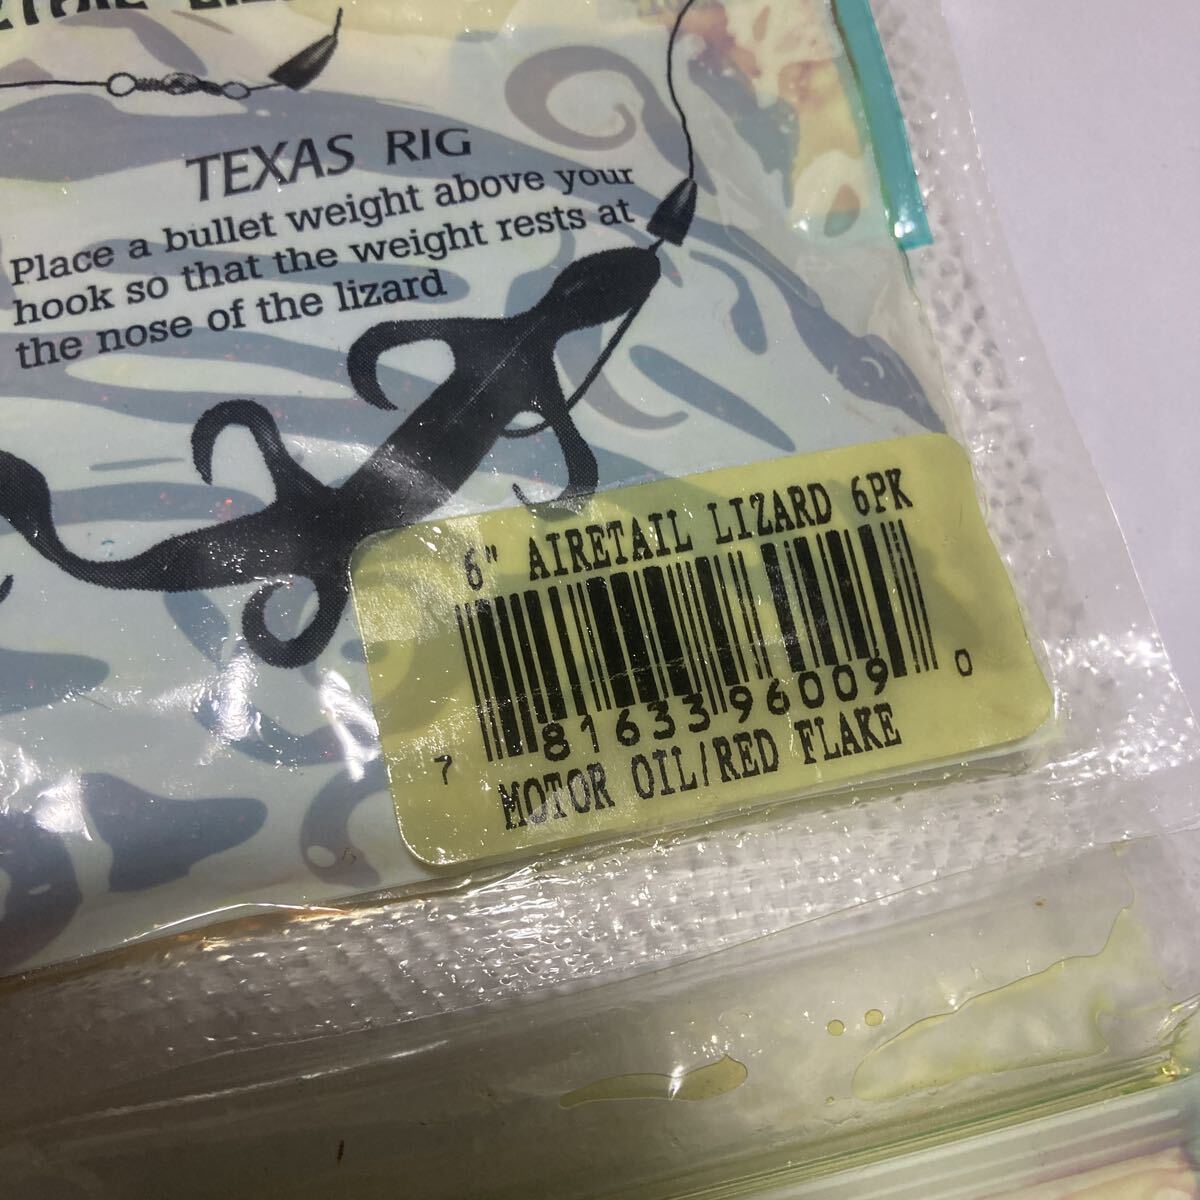 TEXAS RIG
Place a bullet weight above your
hook so that the weight rests at
the nose of the lizard
6" AIRETAIL LIZARD 6PK
7 81633 96009 0
MOTOR OIL/RED FLAKE